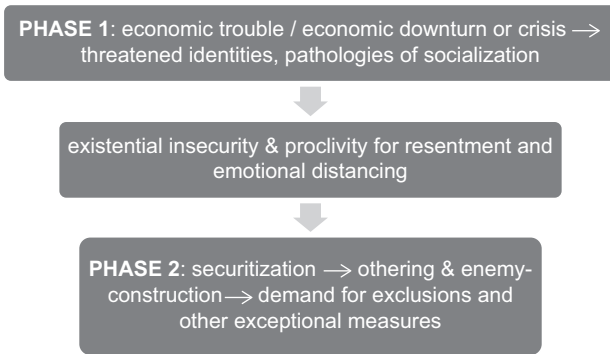 PHASE 1: economic trouble / economic downturn or crisis →
threatened identities, pathologies of socialization
existential insecurity & proclivity for resentment and
emotional distancing
PHASE 2: securitization → othering & enemy-
construction→ demand for exclusions and
other exceptional measures